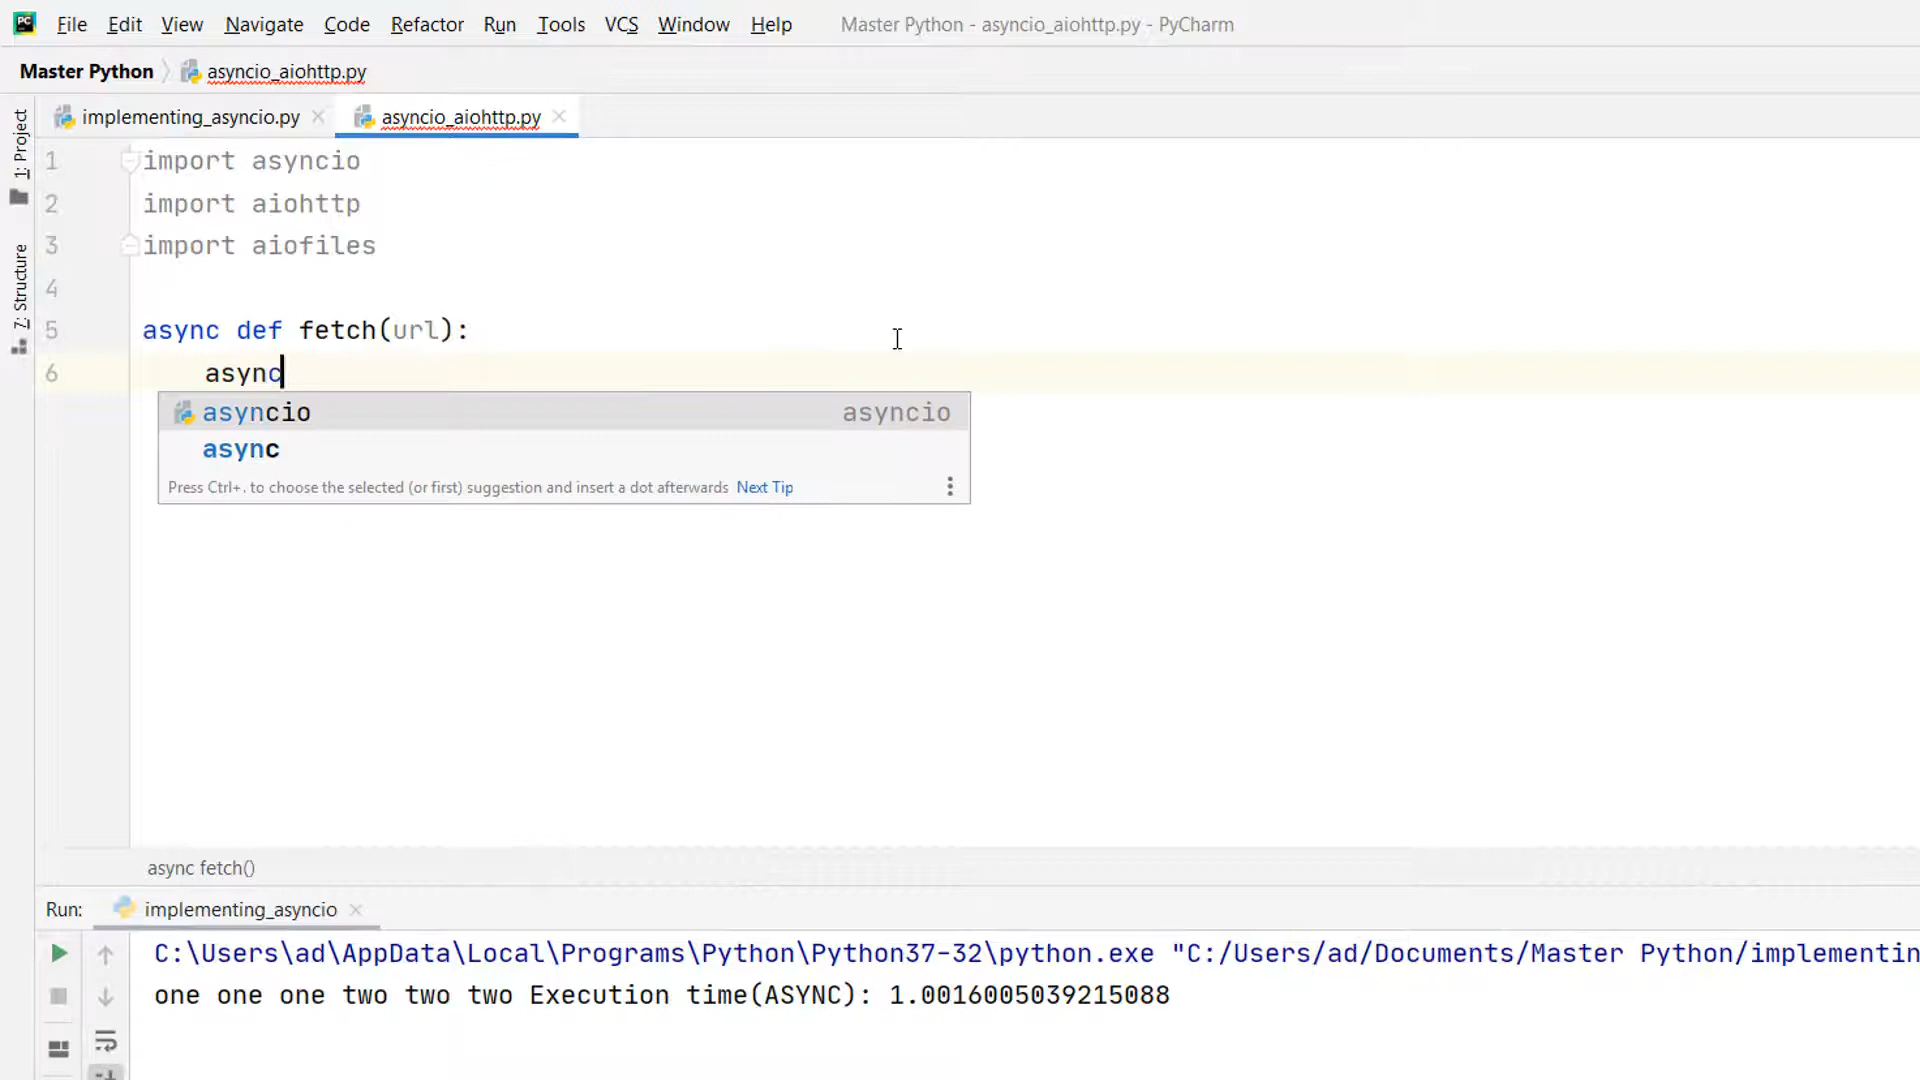 PC File Edit View Navigate Code Refactor Run Tools VCS Window Help Master Python - asyncio_aiohttp.py - PyCharm
Master Python asyncio_aiohttp.py
implementing_asyncio.py asyncio_aiohttp.py
1: Project
7: Structure
1 import asyncio
2 import aiohttp
3 import aiofiles
4
5 async def fetch(url):
6 async
asyncio asyncio
async
Press Ctrl+. to choose the selected (or first) suggestion and insert a dot afterwards Next Tip
async fetch()
Run: implementing_asyncio
C:\Users\ad\AppData\Local\Programs\Python\Python37-32\python.exe "C:/Users/ad/Documents/Master Python/implementin
one one one two two two Execution time(ASYNC): 1.0016005039215088